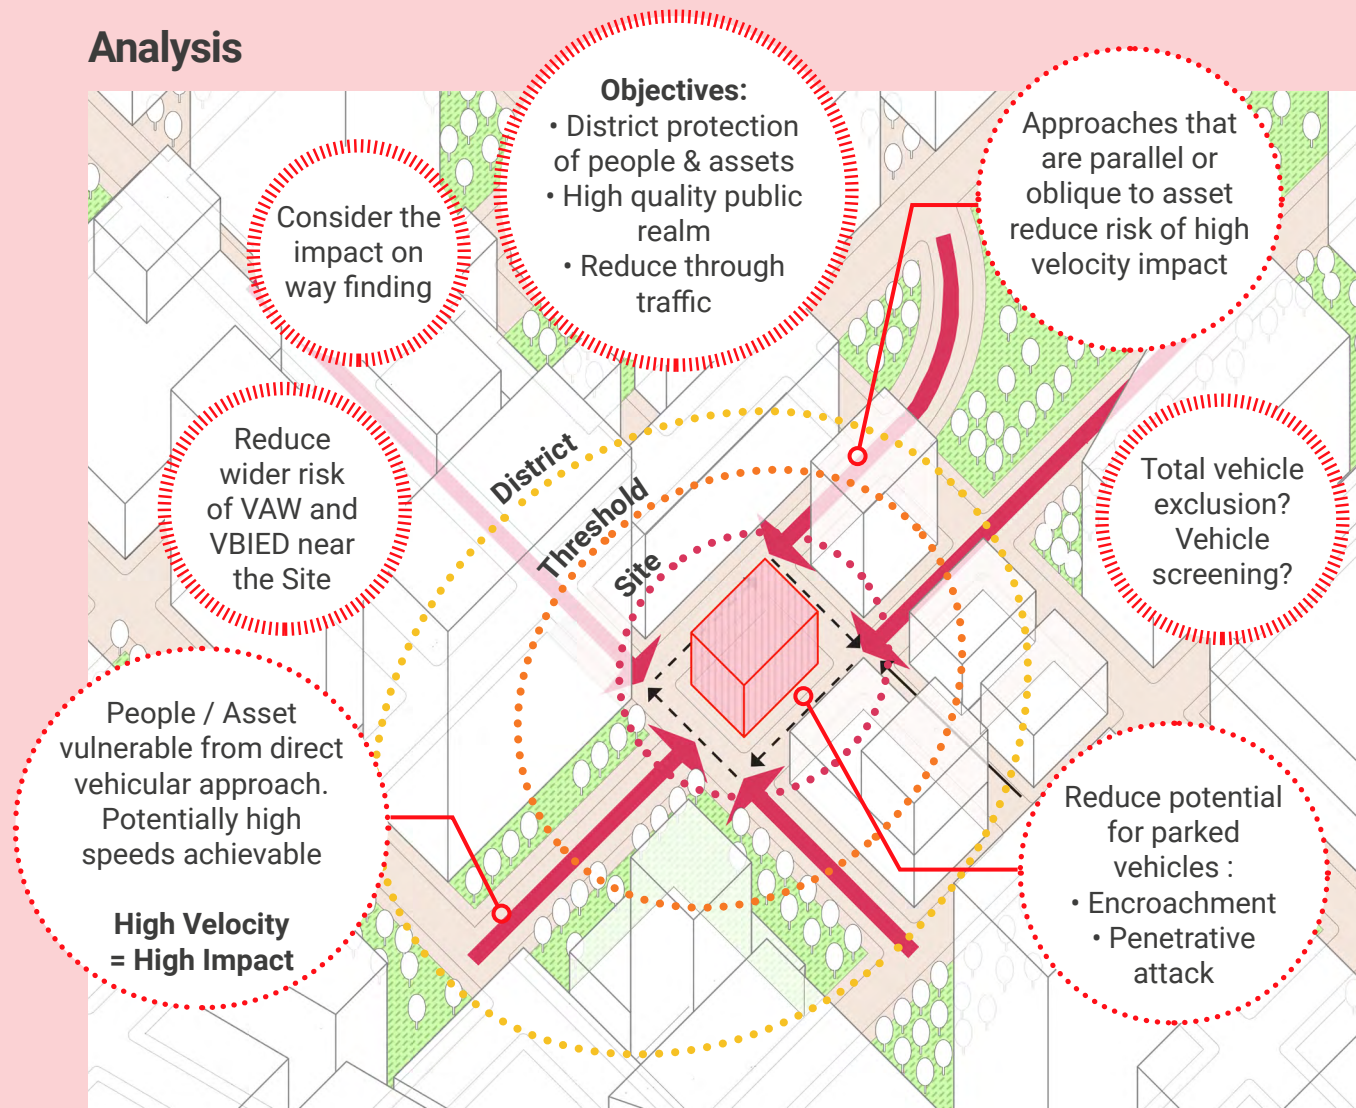 Analysis
Objectives:
• District protection
of people & assets
• High quality public
realm
• Reduce through
traffic
Approaches that
are parallel or
oblique to asset
reduce risk of high
velocity impact
Consider the
impact on
way finding
Reduce
wider risk
of VAW and
VBIED near
the Site
District
Threshold
Site
Total vehicle
exclusion?
Vehicle
screening?
People / Asset
vulnerable from direct
vehicular approach.
Potentially high
speeds achievable
High Velocity
= High Impact
Reduce potential
for parked
vehicles :
• Encroachment
• Penetrative
attack